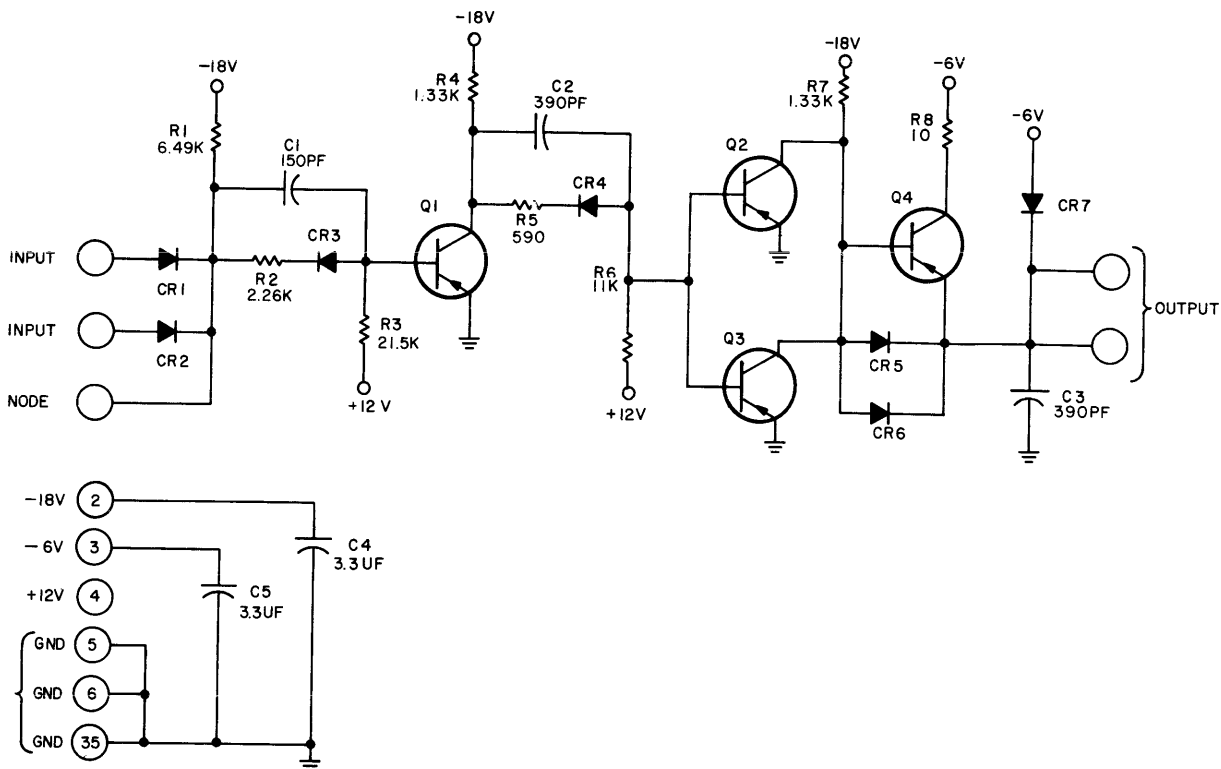 -18V
R1
6.49K
C1
150PF
INPUT
CR1
R2
2.26K
CR3
INPUT
CR2
NODE
R3
21.5K
+12V
-18V
R4
1.33K
C2
390PF
Q1
R5
590
CR4
R6
11K
+12V
Q2
Q3
-18V
R7
1.33K
-6V
R8
10
Q4
CR5
CR6
-6V
CR7
OUTPUT
C3
390PF
-18V 2
-6V 3
+12V 4
GND 5
GND 6
GND 35
C4
3.3UF
C5
3.3UF